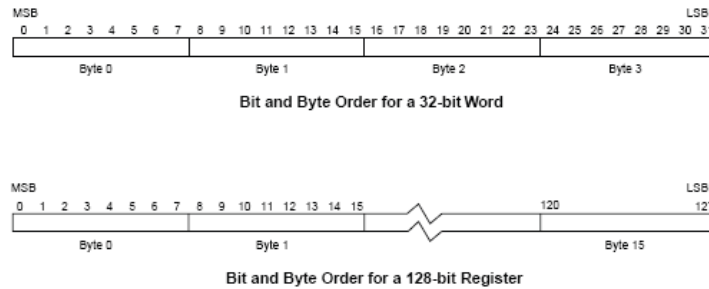 MSB LSB
0 1 2 3 4 5 6 7 8 9 10 11 12 13 14 15 16 17 18 19 20 21 22 23 24 25 26 27 28 29 30 31
Byte 0 Byte 1 Byte 2 Byte 3
Bit and Byte Order for a 32-bit Word
MSB LSB
0 1 2 3 4 5 6 7 8 9 10 11 12 13 14 15 120 127
Byte 0 Byte 1 Byte 15
Bit and Byte Order for a 128-bit Register